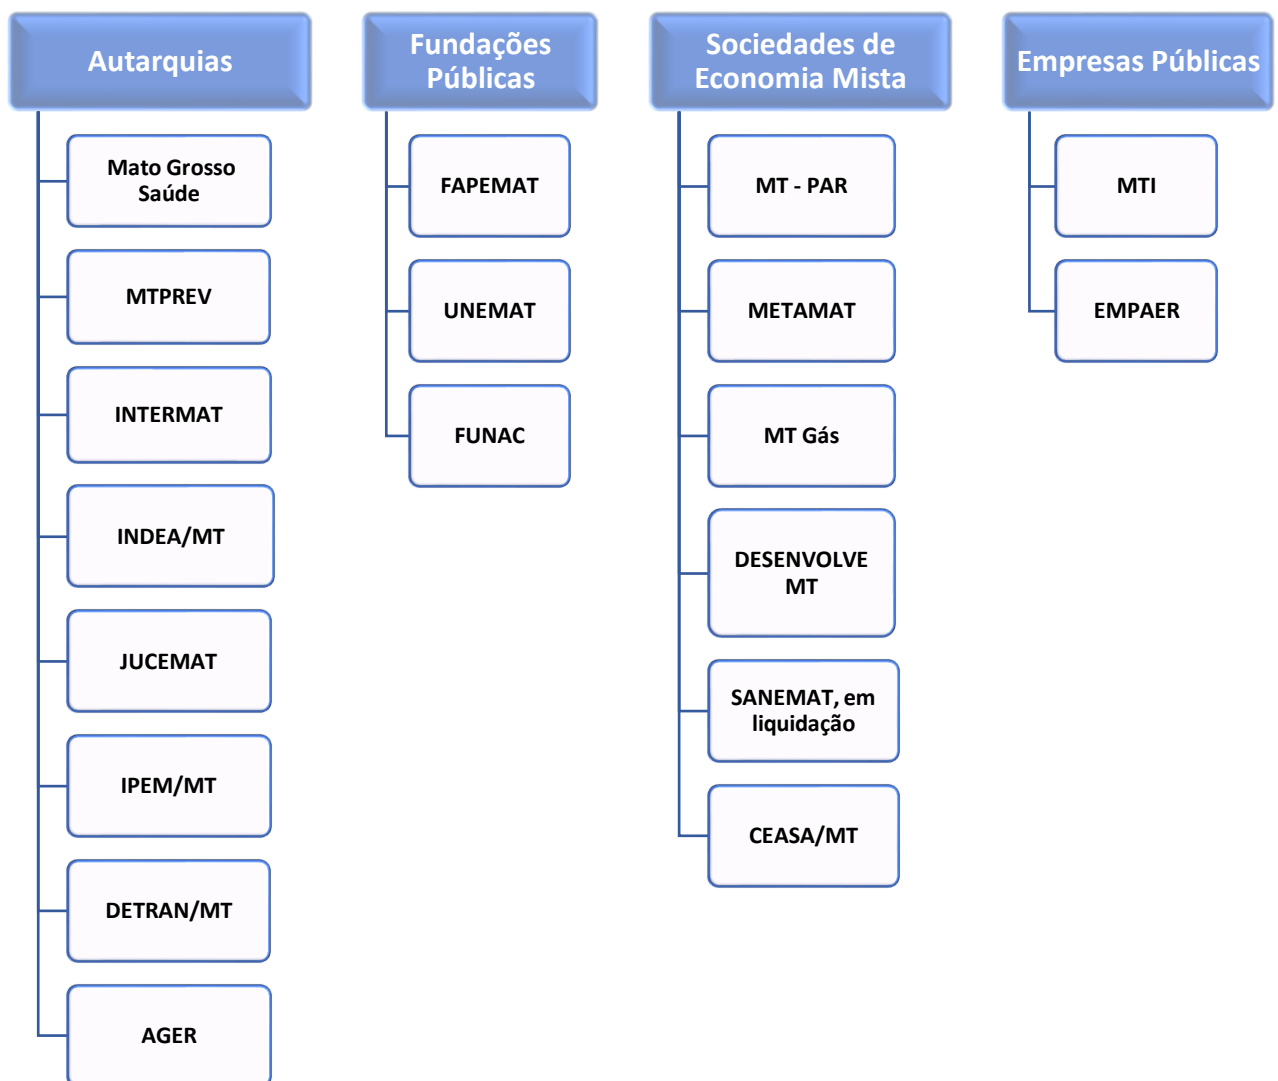 Autarquias
Mato Grosso
Saúde
MTPREV
INTERMAT
INDEA/MT
JUCEMAT
IPEM/MT
DETRAN/MT
AGER
Fundações
Públicas
FAPEMAT
UNEMAT
FUNAC
Sociedades de
Economia Mista
MT - PAR
METAMAT
MT Gás
DESENVOLVE
MT
SANEMAT, em
liquidação
CEASA/MT
Empresas Públicas
MTI
EMPAER